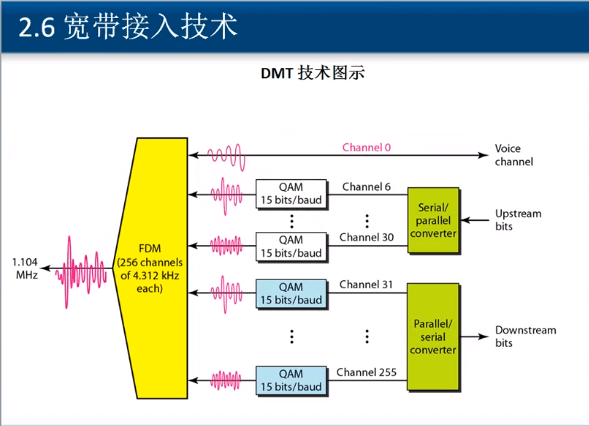 2.6 宽带接入技术
DMT 技术图示
Channel 0
Voice
channel
QAM
15 bits/baud
Channel 6
Serial/
parallel
converter
Upstream
bits
QAM
15 bits/baud
Channel 30
1.104
MHz
FDM
(256 channels
of 4.312 kHz
each)
QAM
15 bits/baud
Channel 31
Parallel/
serial
converter
Downstream
bits
QAM
15 bits/baud
Channel 255